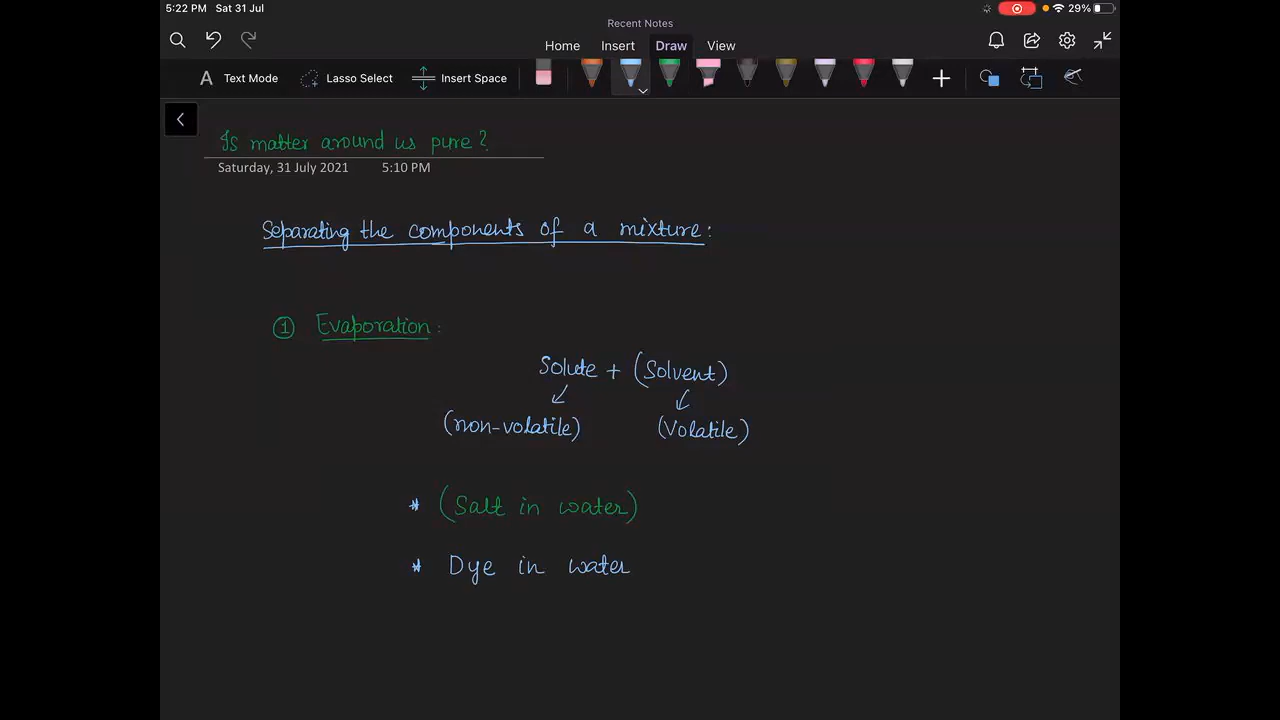 5:22 PM Sat 31 Jul 29%
Recent Notes
Home Insert Draw View
A Text Mode Lasso Select Insert Space
Is matter around us pure?
Saturday, 31 July 2021 5:10 PM
Separating the components of a mixture:
① Evaporation:
Solute + (Solvent)
(non-volatile) (Volatile)
* (Salt in water)
* Dye in water